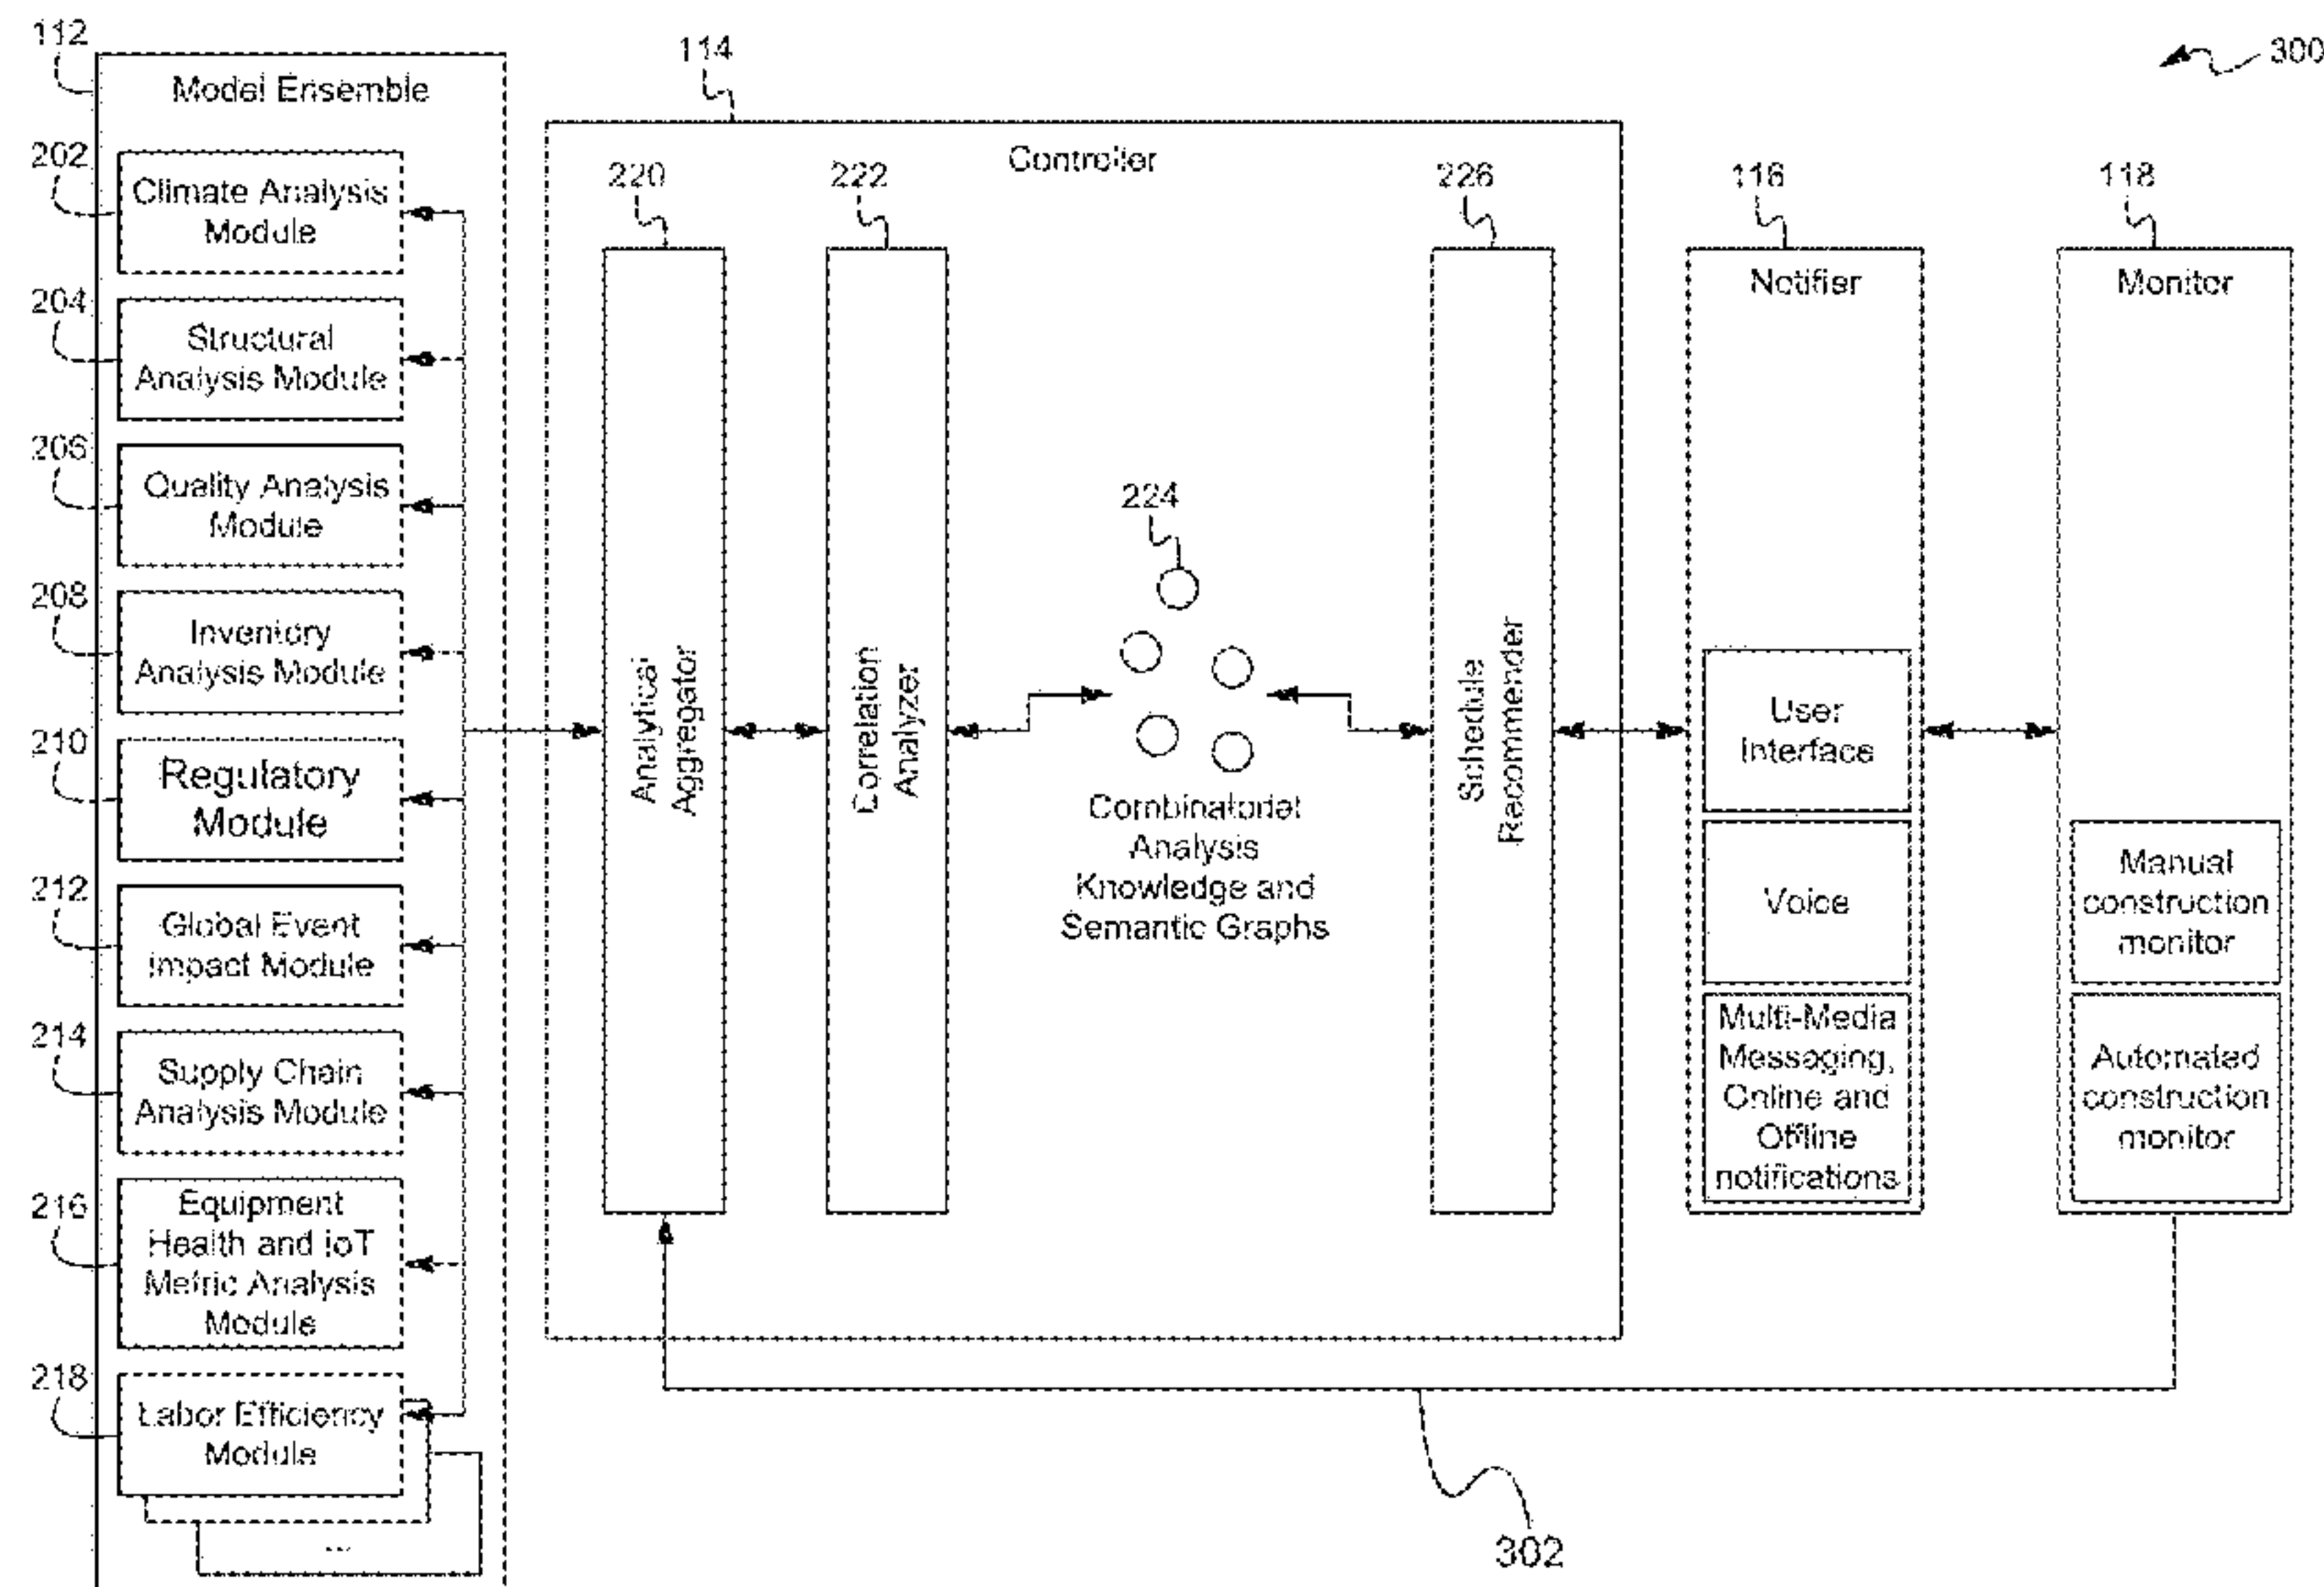 112
Model Ensemble
202
Climate Analysis
Module
204
Structural
Analysis Module
206
Quality Analysis
Module
208
Inventory
Analysis Module
210
Regulatory
Module
212
Global Event
Impact Module
214
Supply Chain
Analysis Module
216
Equipment
Health and IoT
Metric Analysis
Module
218
Labor Efficiency
Module
...
114
Controller
220
Analytical
Aggregator
222
Correlation
Analyzer
224
Combinatorial
Analysis
Knowledge and
Semantic Graphs
226
Schedule
Recommender
116
Notifier
User
Interface
Voice
Multi-Media
Messaging,
Online and
Offline
notifications
118
Monitor
Manual
construction
monitor
Automated
construction
monitor
300
302